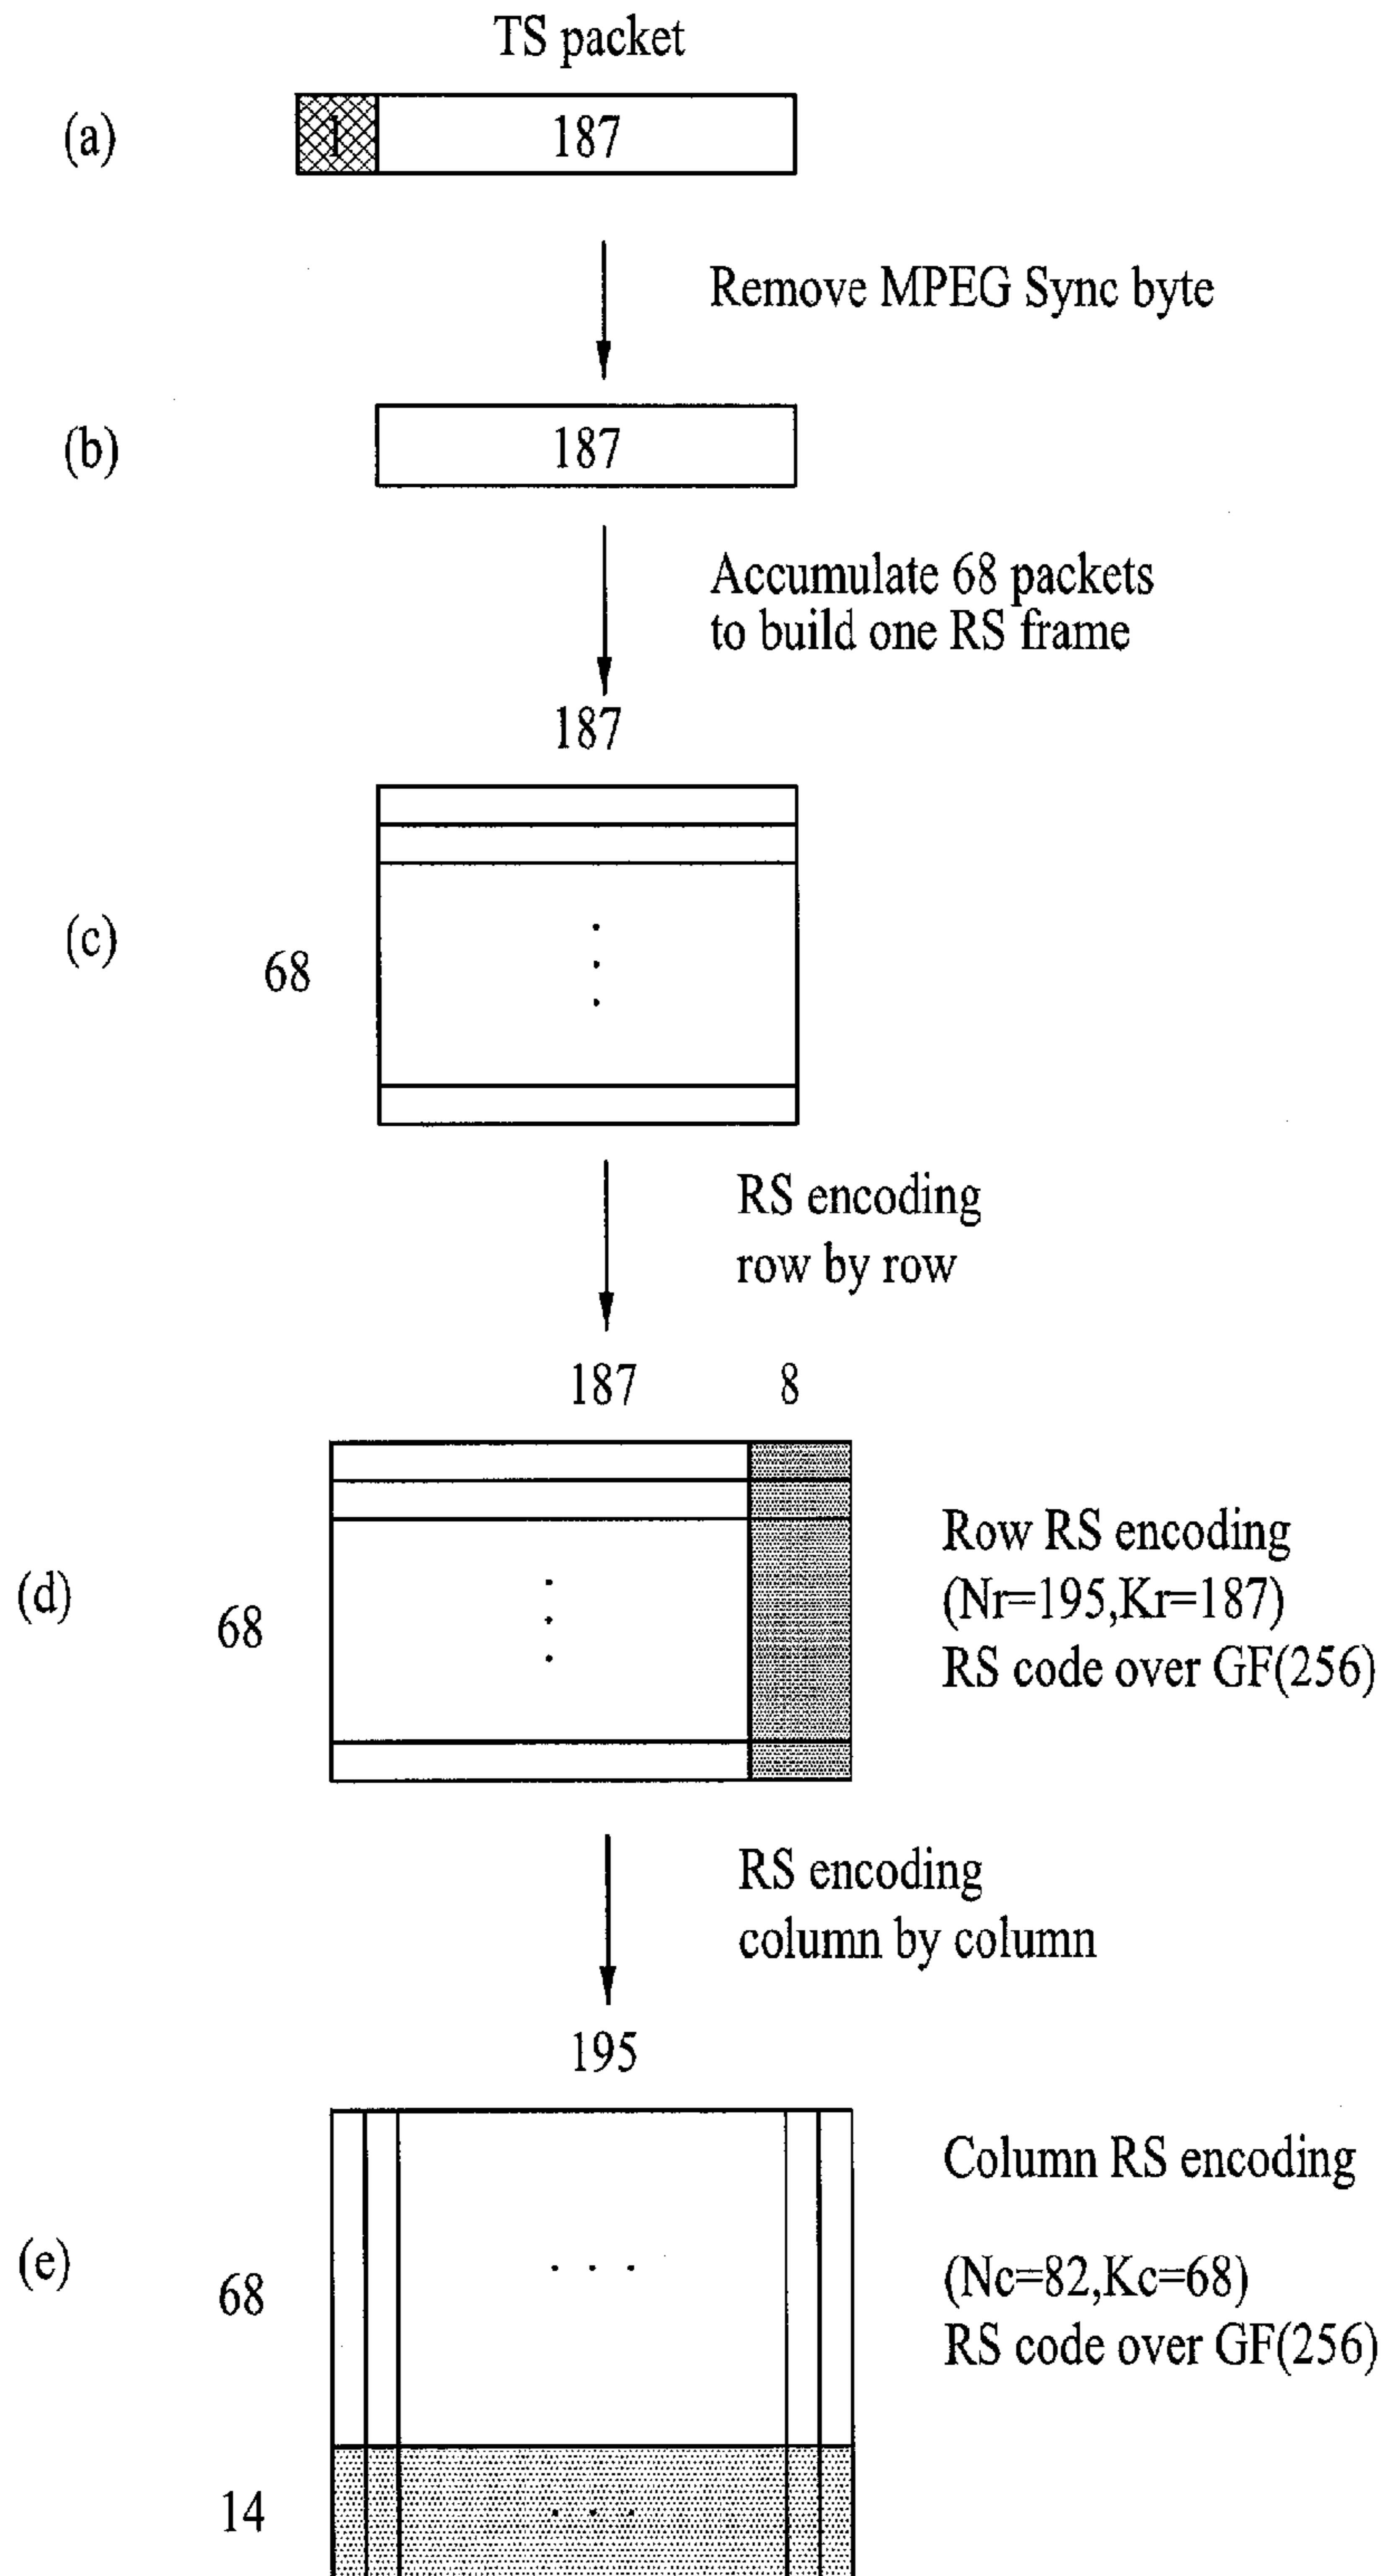 TS packet
(a)
1
187
Remove MPEG Sync byte
(b)
187
Accumulate 68 packets
to build one RS frame
187
(c)
68
RS encoding
row by row
187
8
(d)
68
Row RS encoding
(Nr=195,Kr=187)
RS code over GF(256)
RS encoding
column by column
195
(e)
68
Column RS encoding
(Nc=82,Kc=68)
RS code over GF(256)
14